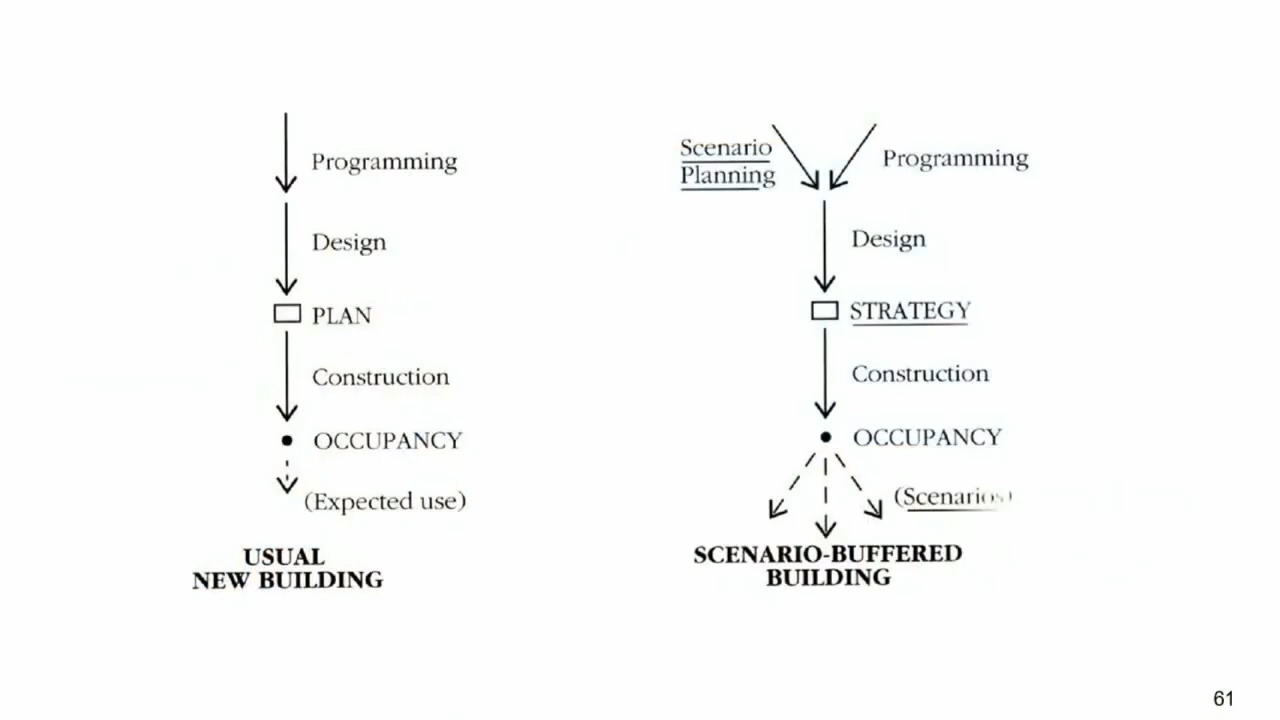 Programming
Design
PLAN
Construction
OCCUPANCY
(Expected use)
USUAL
NEW BUILDING
Scenario
Planning
Programming
Design
STRATEGY
Construction
OCCUPANCY
(Scenarios)
SCENARIO-BUFFERED
BUILDING
61